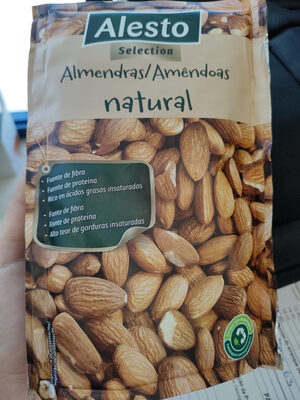 Alesto
Selection
Almendras/Amêndoas
natural
- Fuente de fibra
- Fuente de proteína
- Rico en ácidos grasos insaturados
- Fonte de fibra
- Fonte de proteína
- Alto teor de gorduras insaturadas